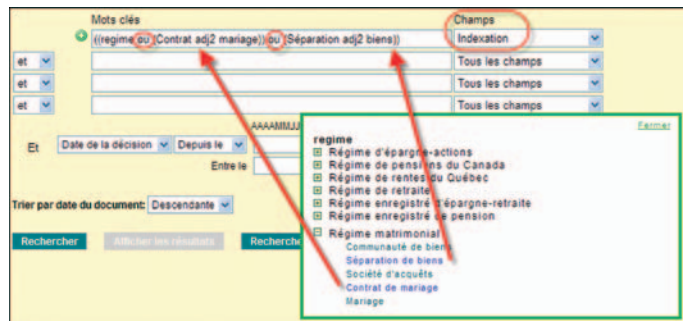 Mots clés Champs
((regime ou (Contrat adj2 mariage)) ou (Séparation adj2 biens)) Indexation
et Tous les champs
et Tous les champs
et Tous les champs
AAAAMMJJ
Et Date de la décision Depuis le
Entre le
Trier par date du document: Descendante
Rechercher Afficher les résultats Recherche
Fermer
regime
Régime d'épargne-actions
Régime de pensions du Canada
Régime de rentes du Québec
Régime de retraite
Régime enregistré d'épargne-retraite
Régime enregistré de pension
Régime matrimonial
Communauté de biens
Séparation de biens
Société d'acquêts
Contrat de mariage
Mariage